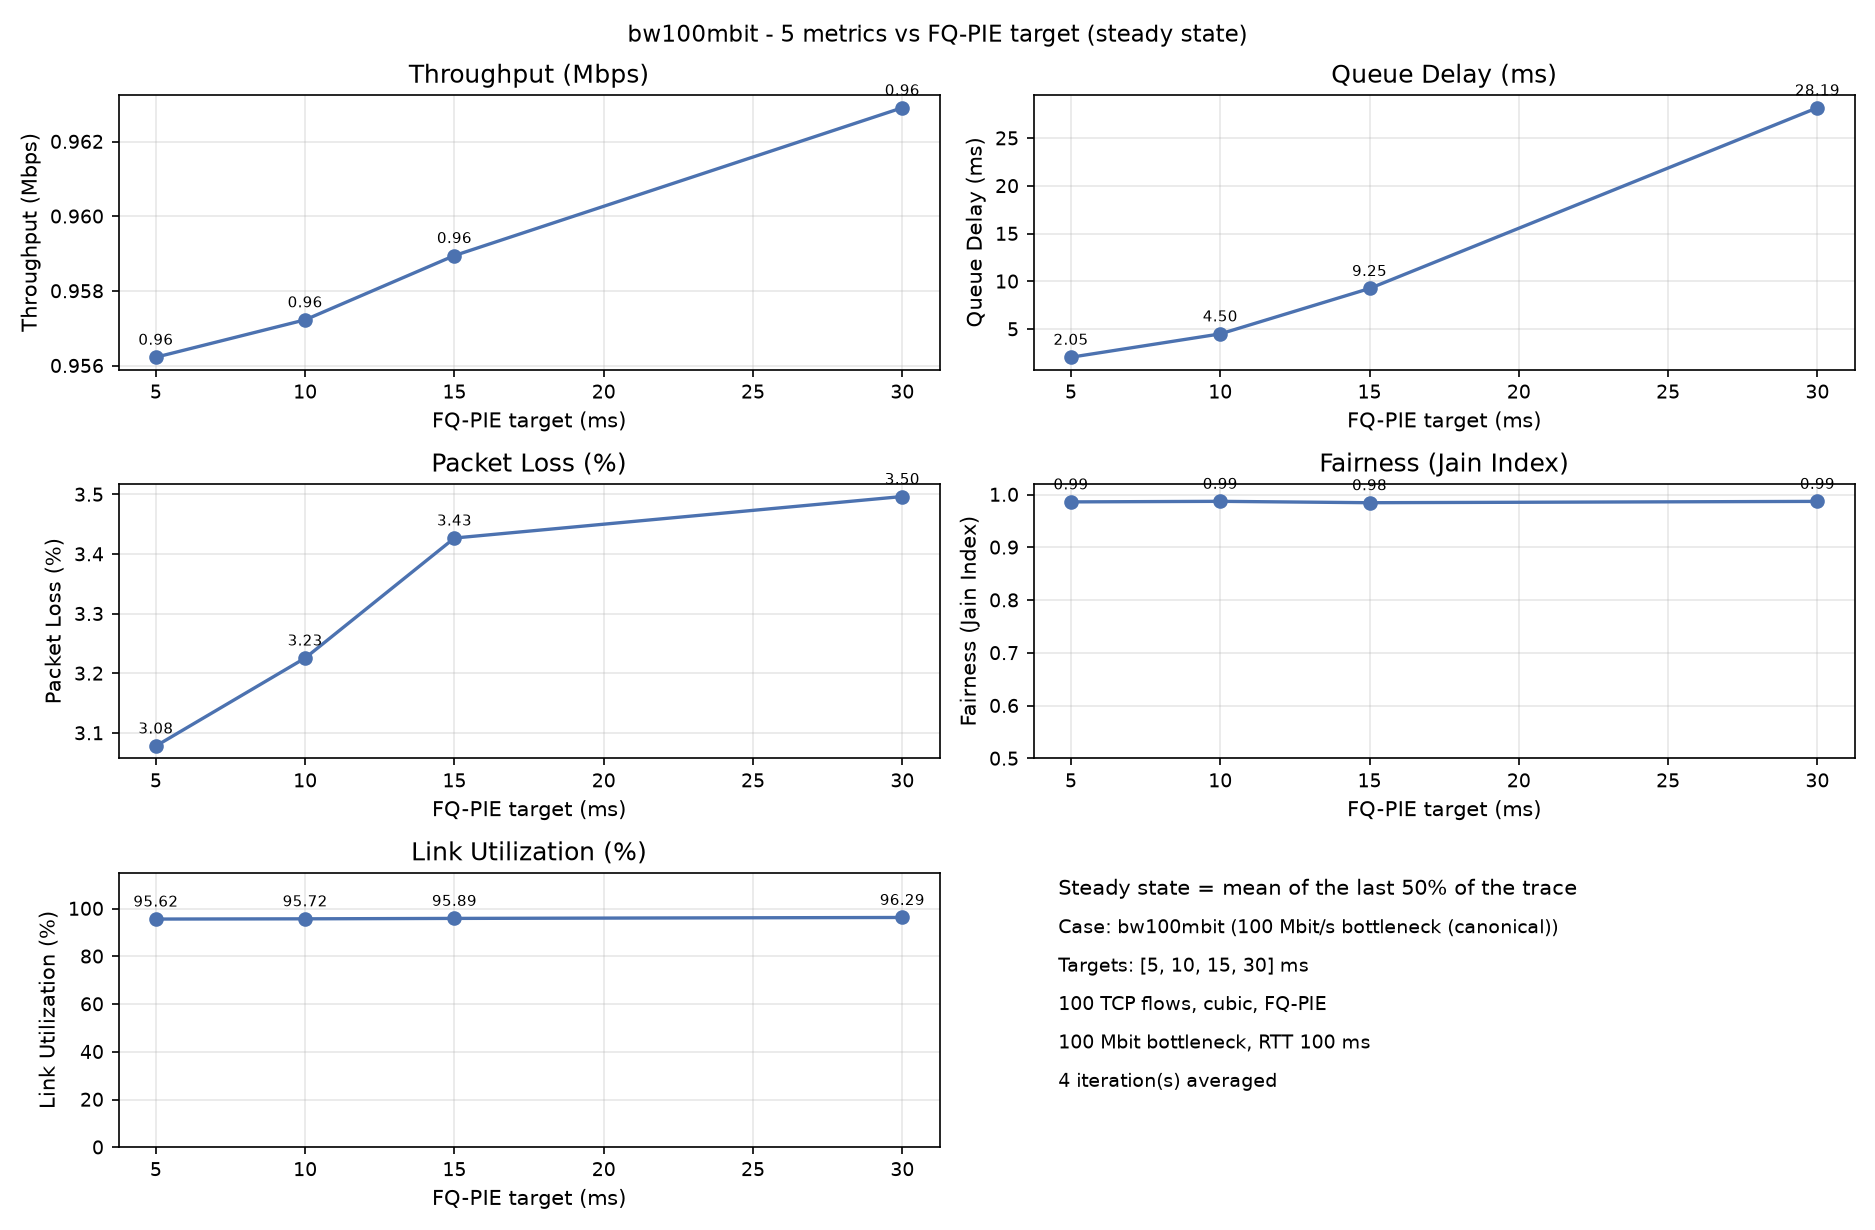 bw100mbit - 5 metrics vs FQ-PIE target (steady state)
Throughput (Mbps)
Throughput (Mbps)
0.962
0.960
0.958
0.956
0.96
0.96
0.96
0.96
5 10 15 20 25 30
FQ-PIE target (ms)
Queue Delay (ms)
Queue Delay (ms)
25
20
15
10
5
2.05
4.50
9.25
28.19
5 10 15 20 25 30
FQ-PIE target (ms)
Packet Loss (%)
Packet Loss (%)
3.5
3.4
3.3
3.2
3.1
3.08
3.23
3.43
3.50
5 10 15 20 25 30
FQ-PIE target (ms)
Fairness (Jain Index)
Fairness (Jain Index)
1.0
0.9
0.8
0.7
0.6
0.5
0.99
0.99
0.98
0.99
5 10 15 20 25 30
FQ-PIE target (ms)
Link Utilization (%)
Link Utilization (%)
100
80
60
40
20
0
95.62
95.72
95.89
96.29
5 10 15 20 25 30
FQ-PIE target (ms)
Steady state = mean of the last 50% of the trace
Case: bw100mbit (100 Mbit/s bottleneck (canonical))
Targets: [5, 10, 15, 30] ms
100 TCP flows, cubic, FQ-PIE
100 Mbit bottleneck, RTT 100 ms
4 iteration(s) averaged